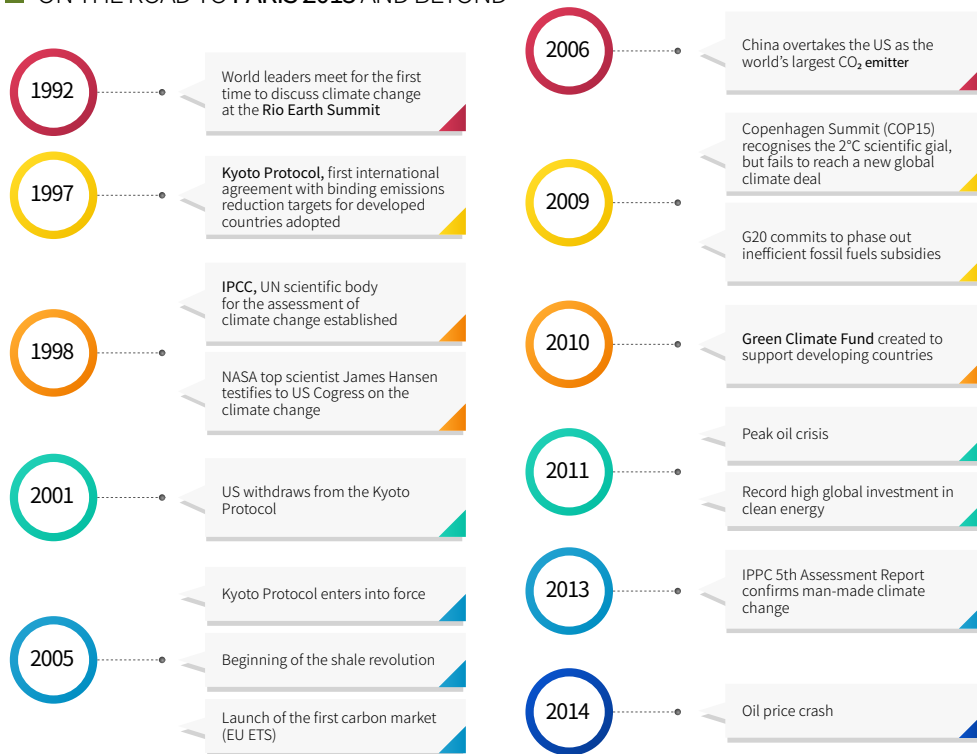 ON THE ROAD TO PARIS 2015 AND BEYOND
1992
World leaders meet for the first
time to discuss climate change
at the Rio Earth Summit
1997
Kyoto Protocol, first international
agreement with binding emissions
reduction targets for developed
countries adopted
1998
IPCC, UN scientific body
for the assessment of
climate change established
NASA top scientist James Hansen
testifies to US Cogress on the
climate change
2001
US withdraws from the Kyoto
Protocol
2005
Kyoto Protocol enters into force
Beginning of the shale revolution
Launch of the first carbon market
(EU ETS)
2006
China overtakes the US as the
world's largest CO₂ emitter
2009
Copenhagen Summit (COP15)
recognises the 2°C scientific gial,
but fails to reach a new global
climate deal
G20 commits to phase out
inefficient fossil fuels subsidies
2010
Green Climate Fund created to
support developing countries
2011
Peak oil crisis
Record high global investment in
clean energy
2013
IPPC 5th Assessment Report
confirms man-made climate
change
2014
Oil price crash